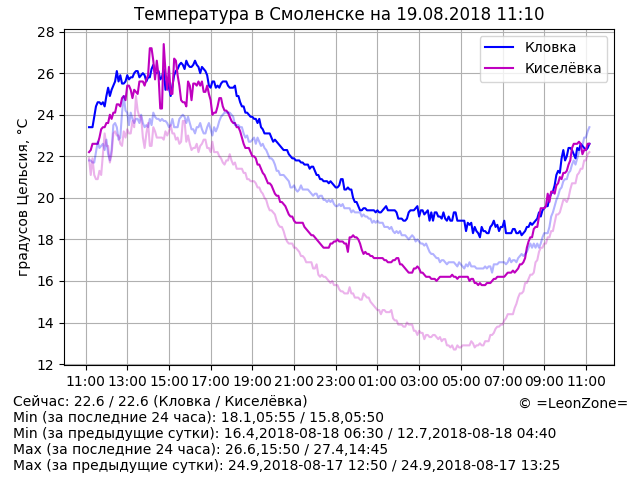 Температура в Смоленске на 19.08.2018 11:10
28
26
24
22
20
18
16
14
12
градусов Цельсия, °C
Кловка
Киселёвка
11:00 13:00 15:00 17:00 19:00 21:00 23:00 01:00 03:00 05:00 07:00 09:00 11:00
Сейчас: 22.6 / 22.6 (Кловка / Киселёвка)
© =LeonZone=
Min (за последние 24 часа): 18.1,05:55 / 15.8,05:50
Min (за предыдущие сутки): 16.4,2018-08-18 06:30 / 12.7,2018-08-18 04:40
Max (за последние 24 часа): 26.6,15:50 / 27.4,14:45
Max (за предыдущие сутки): 24.9,2018-08-17 12:50 / 24.9,2018-08-17 13:25